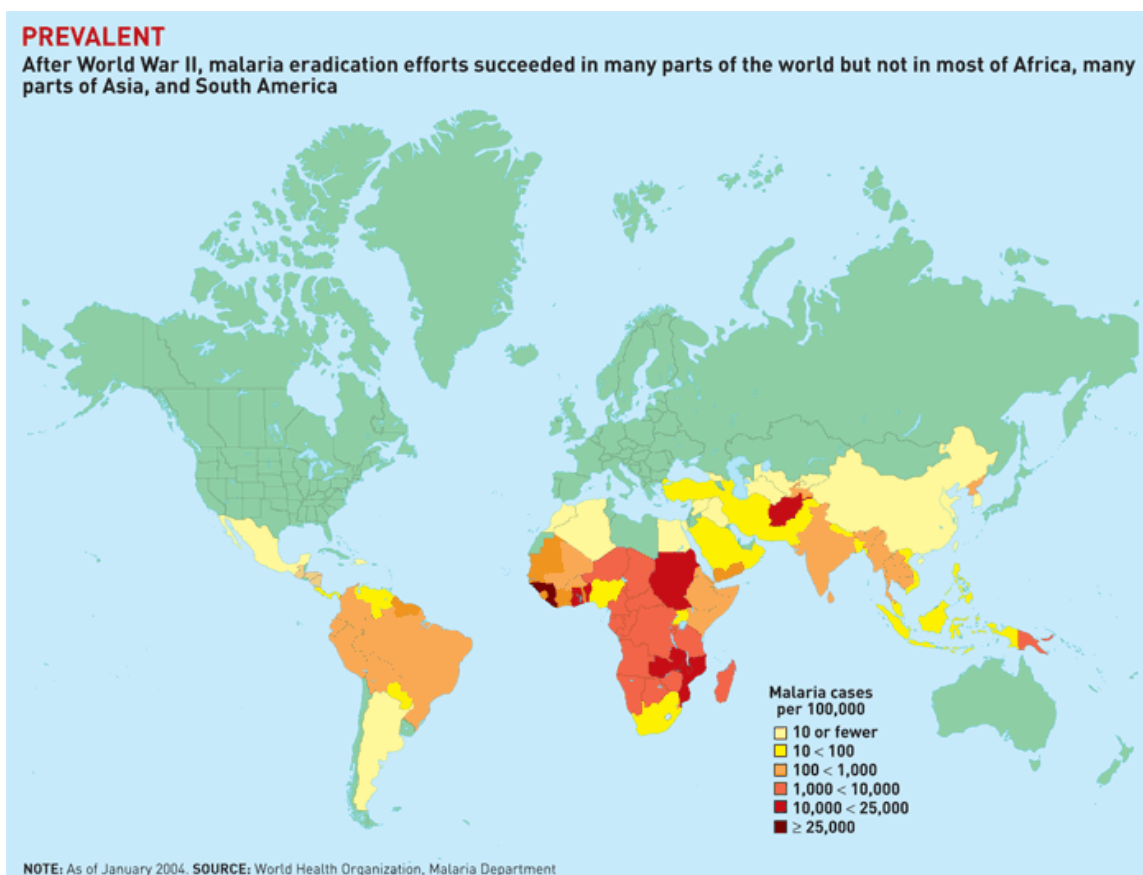 PREVALENT
After World War II, malaria eradication efforts succeeded in many parts of the world but not in most of Africa, many
parts of Asia, and South America
Malaria cases
per 100,000
10 or fewer
10 < 100
100 < 1,000
1,000 < 10,000
10,000 < 25,000
≥ 25,000
NOTE: As of January 2004. SOURCE: World Health Organization, Malaria Department